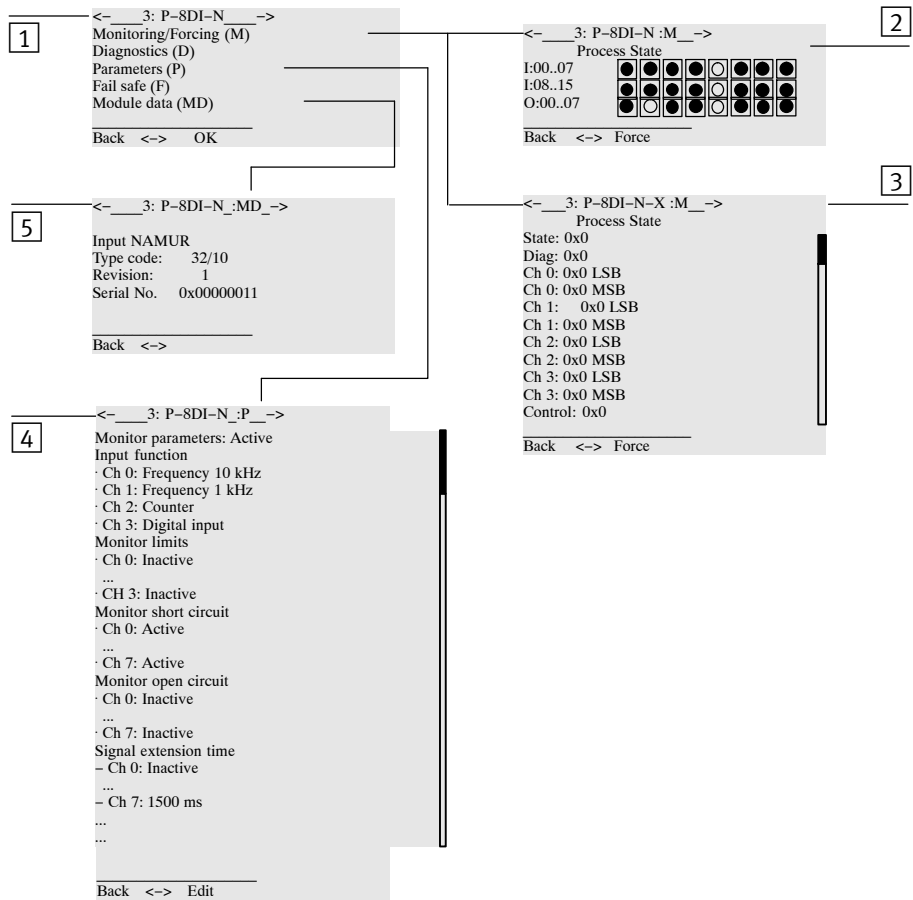 1
<-____3: P-8DI-N____->
Monitoring/Forcing (M)
Diagnostics (D)
Parameters (P)
Fail safe (F)
Module data (MD)
Back <-> OK
2
<-____3: P-8DI-N :M__->
Process State
I:00..07
I:08..15
O:00..07
Back <-> Force
3
<-___3: P-8DI-N-X :M__->
Process State
State: 0x0
Diag: 0x0
Ch 0: 0x0 LSB
Ch 0: 0x0 MSB
Ch 1: 0x0 LSB
Ch 1: 0x0 MSB
Ch 2: 0x0 LSB
Ch 2: 0x0 MSB
Ch 3: 0x0 LSB
Ch 3: 0x0 MSB
Control: 0x0
Back <-> Force
5
<-____3: P-8DI-N_:MD_->
Input NAMUR
Type code: 32/10
Revision: 1
Serial No. 0x00000011
Back <->
4
<-____3: P-8DI-N_:P__->
Monitor parameters: Active
Input function
· Ch 0: Frequency 10 kHz
· Ch 1: Frequency 1 kHz
· Ch 2: Counter
· Ch 3: Digital input
Monitor limits
· Ch 0: Inactive
...
· CH 3: Inactive
Monitor short circuit
· Ch 0: Active
...
· Ch 7: Active
Monitor open circuit
· Ch 0: Inactive
...
· Ch 7: Inactive
Signal extension time
– Ch 0: Inactive
...
– Ch 7: 1500 ms
...
...
Back <-> Edit